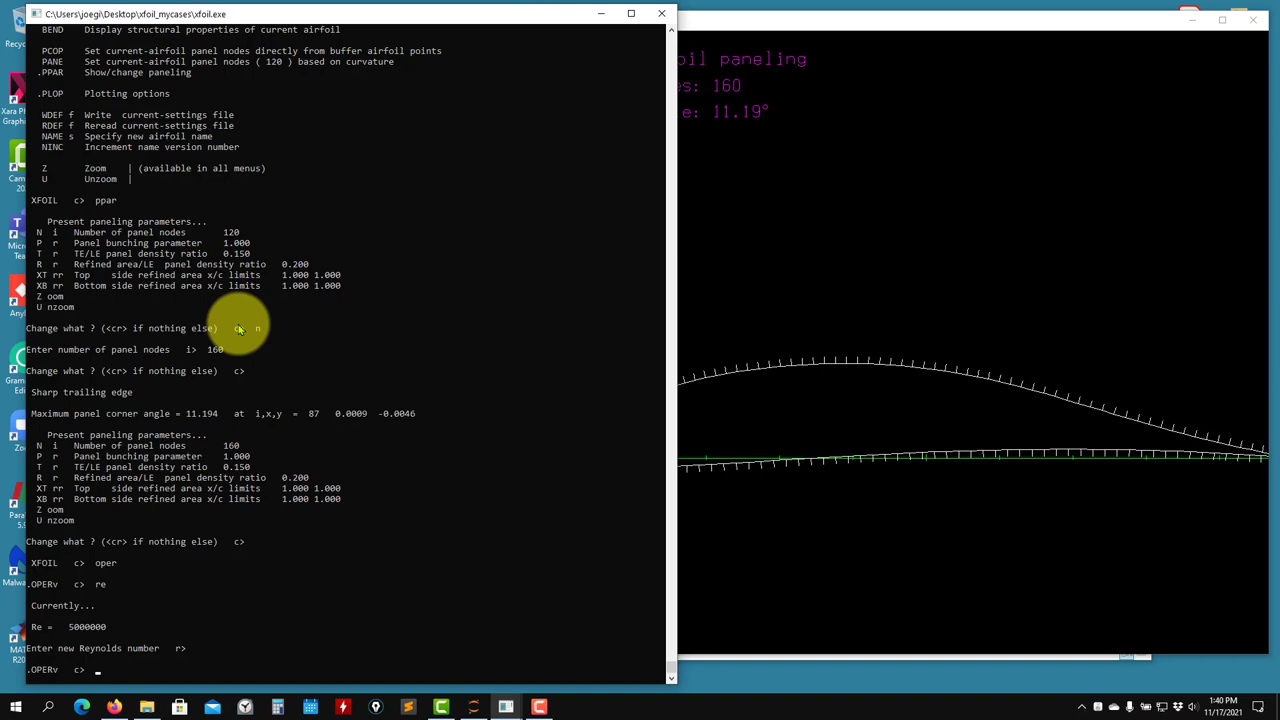 C:\Users\joegi\Desktop\xfoil_mycases\xfoil.exe
BEND     Display structural properties of current airfoil
PCOP     Set current-airfoil panel nodes directly from buffer airfoil points
PANE     Set current-airfoil panel nodes ( 120 ) based on curvature
.PPAR     Show/change paneling
.PLOP     Plotting options
WDEF f   Write  current-settings file
RDEF f   Reread current-settings file
NAME s   Specify new airfoil name
NINC     Increment name version number
Z        Zoom    | (available in all menus)
U        Unzoom  |
XFOIL   c>  ppar
Present paneling parameters...
N  i   Number of panel nodes      120
P  r   Panel bunching parameter   1.000
T  r   TE/LE panel density ratio  0.150
R  r   Refined area/LE  panel density ratio   0.200
XT rr  Top    side refined area x/c limits    1.000 1.000
XB rr  Bottom side refined area x/c limits    1.000 1.000
Z oom
U nzoom
Change what ? (<cr> if nothing else)   c>  n
Enter number of panel nodes   i>  160
Change what ? (<cr> if nothing else)   c>
Sharp trailing edge
Maximum panel corner angle = 11.194   at  i,x,y  =  87   0.0009  -0.0046
Present paneling parameters...
N  i   Number of panel nodes      160
P  r   Panel bunching parameter   1.000
T  r   TE/LE panel density ratio  0.150
R  r   Refined area/LE  panel density ratio   0.200
XT rr  Top    side refined area x/c limits    1.000 1.000
XB rr  Bottom side refined area x/c limits    1.000 1.000
Z oom
U nzoom
Change what ? (<cr> if nothing else)   c>
XFOIL   c>  oper
.OPERv   c>  re
Currently...
Re =   5000000
Enter new Reynolds number   r>
.OPERv   c>
oil paneling
160
e: 11.19°
1:40 PM
11/17/2021